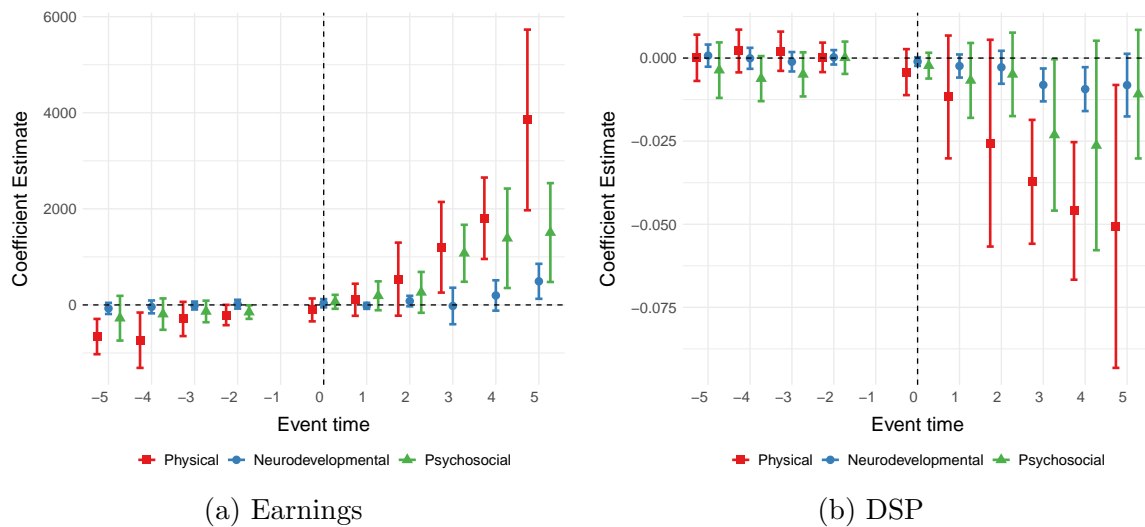 6000
4000
2000
0
Coefficient Estimate
−5 −4 −3 −2 −1 0 1 2 3 4 5
Event time
Physical Neurodevelopmental Psychosocial
(a) Earnings
0.000
−0.025
−0.050
−0.075
Coefficient Estimate
−5 −4 −3 −2 −1 0 1 2 3 4 5
Event time
Physical Neurodevelopmental Psychosocial
(b) DSP